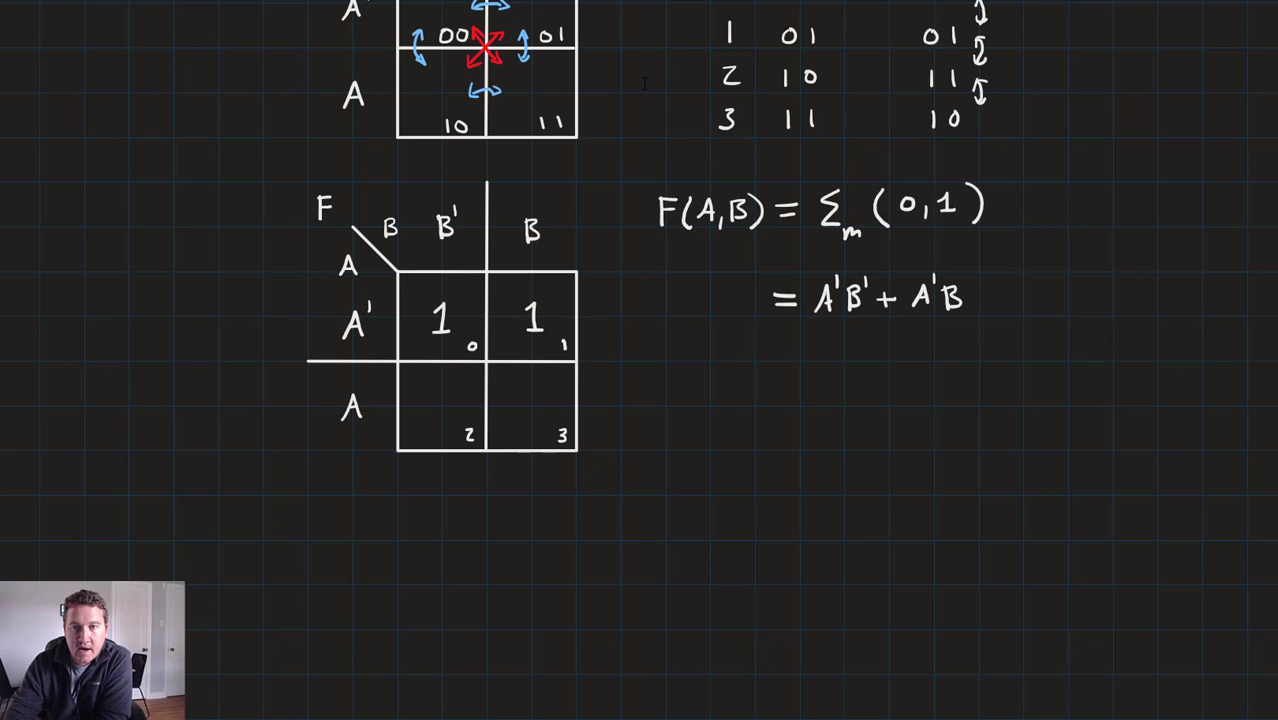 A'
00 01
A
10 11
1 01 01
2 10 11
3 11 10
F
B B' B
A
A' 1 0 1 1
A 2 3
F(A,B) = Σm (0,1)
= A'B' + A'B